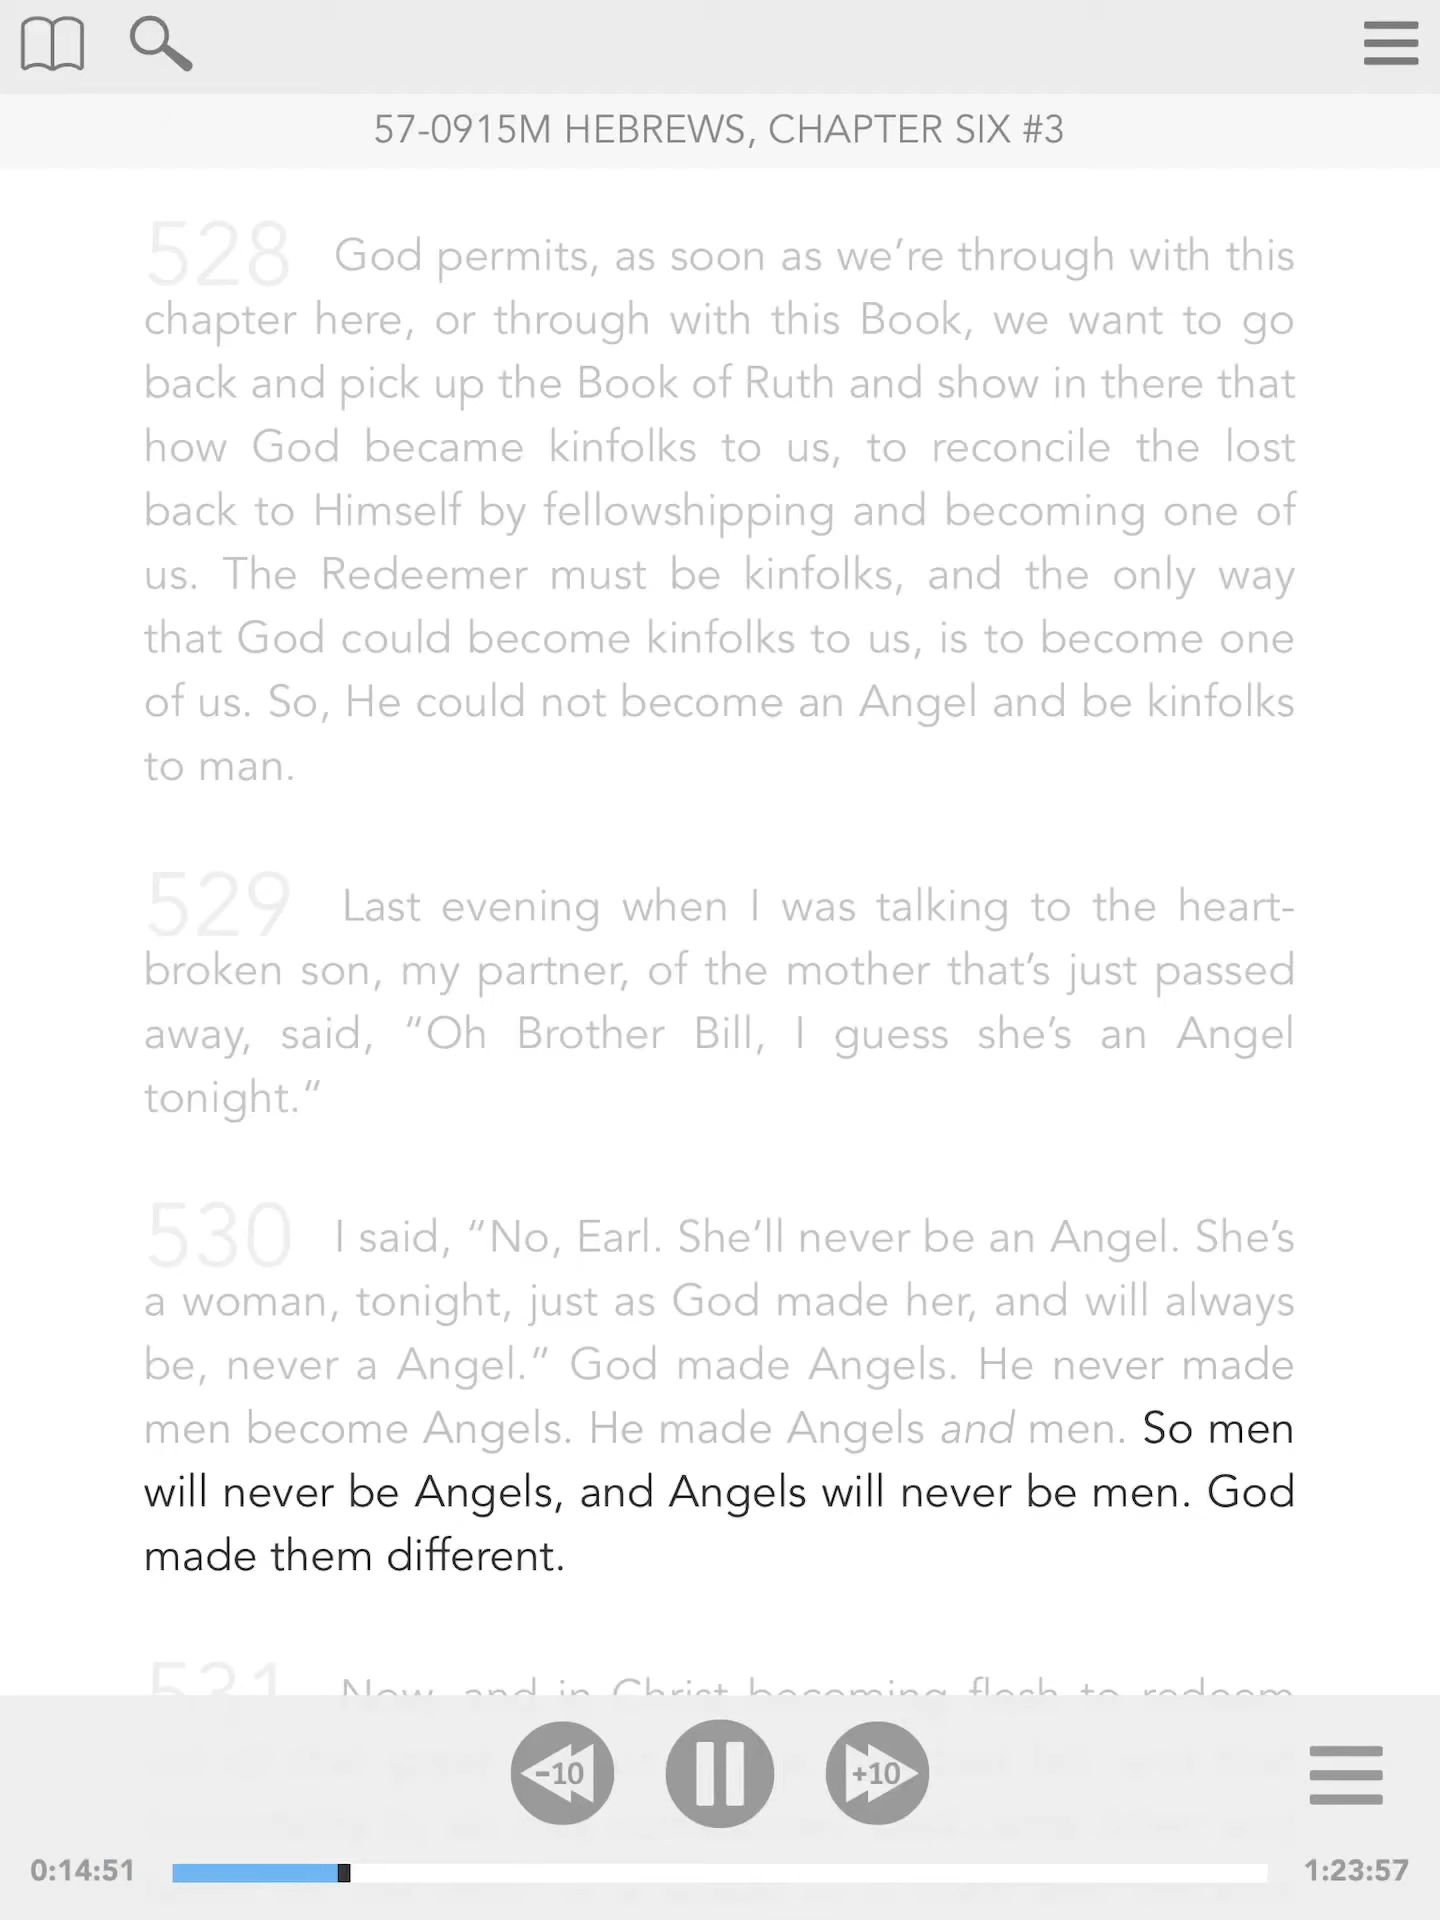 57-0915M HEBREWS, CHAPTER SIX #3
528 God permits, as soon as we’re through with this
chapter here, or through with this Book, we want to go
back and pick up the Book of Ruth and show in there that
how God became kinfolks to us, to reconcile the lost
back to Himself by fellowshipping and becoming one of
us. The Redeemer must be kinfolks, and the only way
that God could become kinfolks to us, is to become one
of us. So, He could not become an Angel and be kinfolks
to man.
529 Last evening when I was talking to the heart-
broken son, my partner, of the mother that’s just passed
away, said, “Oh Brother Bill, I guess she’s an Angel
tonight.”
530 I said, “No, Earl. She’ll never be an Angel. She’s
a woman, tonight, just as God made her, and will always
be, never a Angel.” God made Angels. He never made
men become Angels. He made Angels and men. So men
will never be Angels, and Angels will never be men. God
made them different.
531 Now, and in Christ becoming flesh to redeem
-10 +10
0:14:51 1:23:57